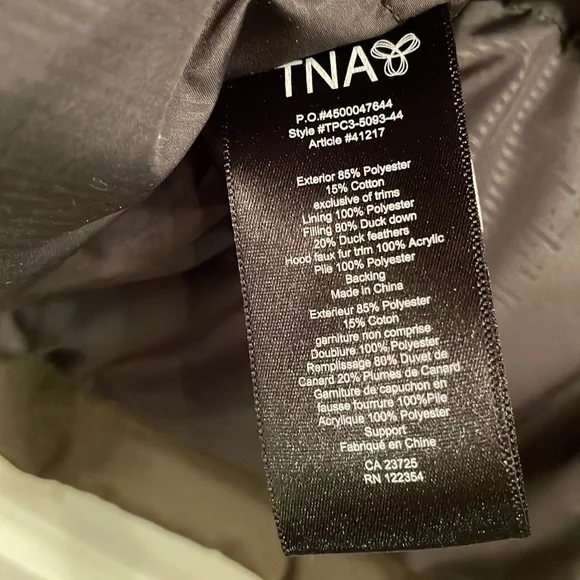 TNA
P.O.#4500047644
Style #TPC3-5093-44
Article #41217
Exterior 85% Polyester
15% Cotton
exclusive of trims
Lining 100% Polyester
Filling 80% Duck down
20% Duck feathers
Hood faux fur trim 100% Acrylic
Pile 100% Polyester
Backing
Made in China
Exterieur 85% Polyester
15% Coton
garniture non comprise
Doublure 100% Polyester
Remplissage 80% Duvet de
Canard 20% Plumes de Canard
Garniture de capuchon en
fausse fourrure 100%Pile
Acrylique 100% Polyester
Support
Fabriqué en Chine
CA 23725
RN 122354